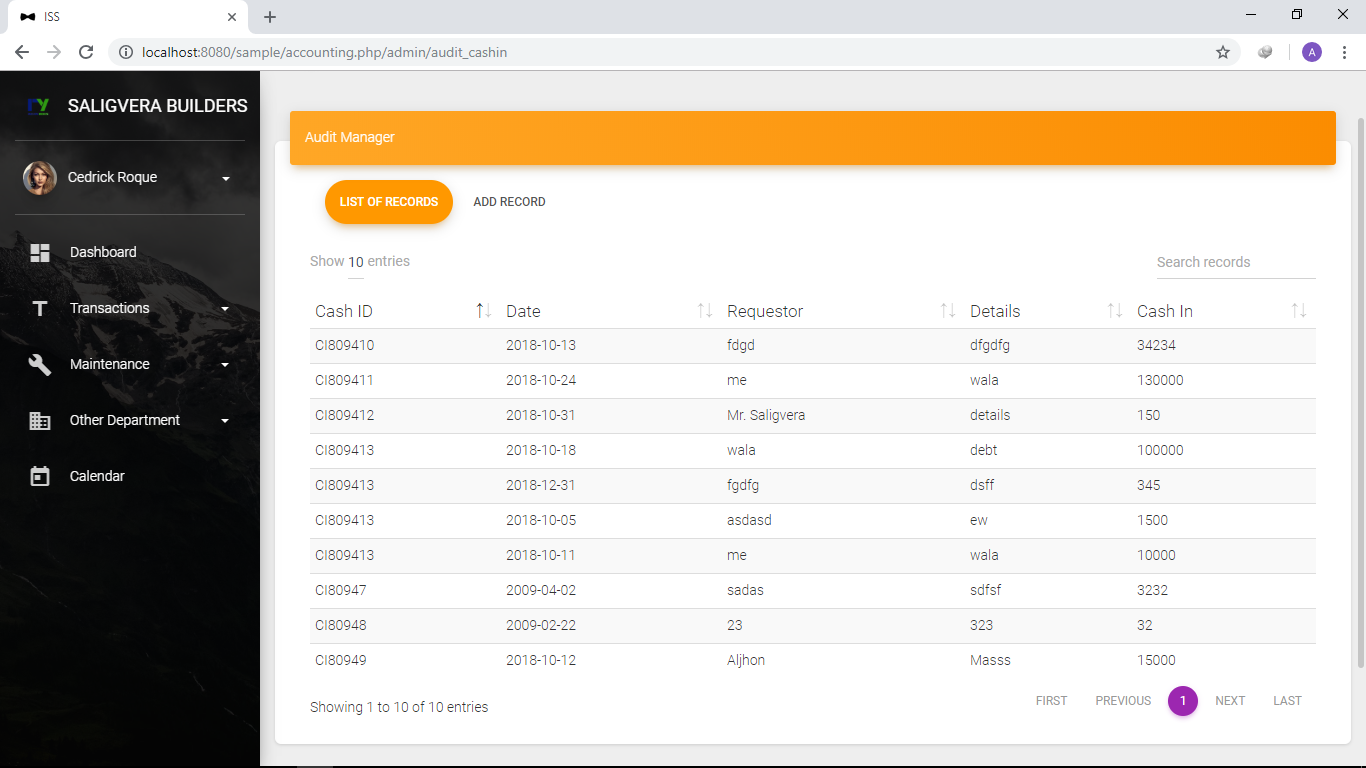 ISS
localhost:8080/sample/accounting.php/admin/audit_cashin
A
SALIGVERA BUILDERS
Cedrick Roque
Dashboard
Transactions
Maintenance
Other Department
Calendar
Audit Manager
LIST OF RECORDS ADD RECORD
Show 10 entries Search records
Cash ID Date Requestor Details Cash In
CI809410 2018-10-13 fdgd dfgdfg 34234
CI809411 2018-10-24 me wala 130000
CI809412 2018-10-31 Mr. Saligvera details 150
CI809413 2018-10-18 wala debt 100000
CI809413 2018-12-31 fgdfg dsff 345
CI809413 2018-10-05 asdasd ew 1500
CI809413 2018-10-11 me wala 10000
CI80947 2009-04-02 sadas sdfsf 3232
CI80948 2009-02-22 23 323 32
CI80949 2018-10-12 Aljhon Masss 15000
Showing 1 to 10 of 10 entries FIRST PREVIOUS 1 NEXT LAST